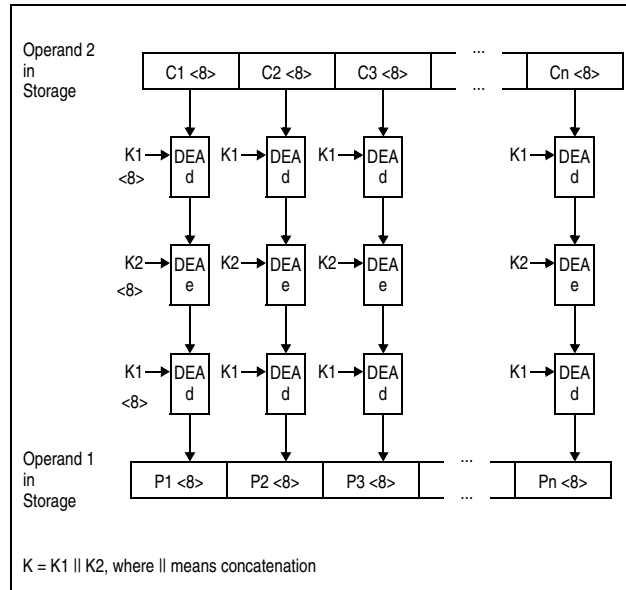 Operand 2
in
Storage
C1 <8> C2 <8> C3 <8> ... ... Cn <8>
K1 DEA d K1 DEA d K1 DEA d K1 DEA d
<8>
K2 DEA e K2 DEA e K2 DEA e K2 DEA e
<8>
K1 DEA d K1 DEA d K1 DEA d K1 DEA d
<8>
Operand 1
in
Storage
P1 <8> P2 <8> P3 <8> ... ... Pn <8>
K = K1 || K2, where || means concatenation